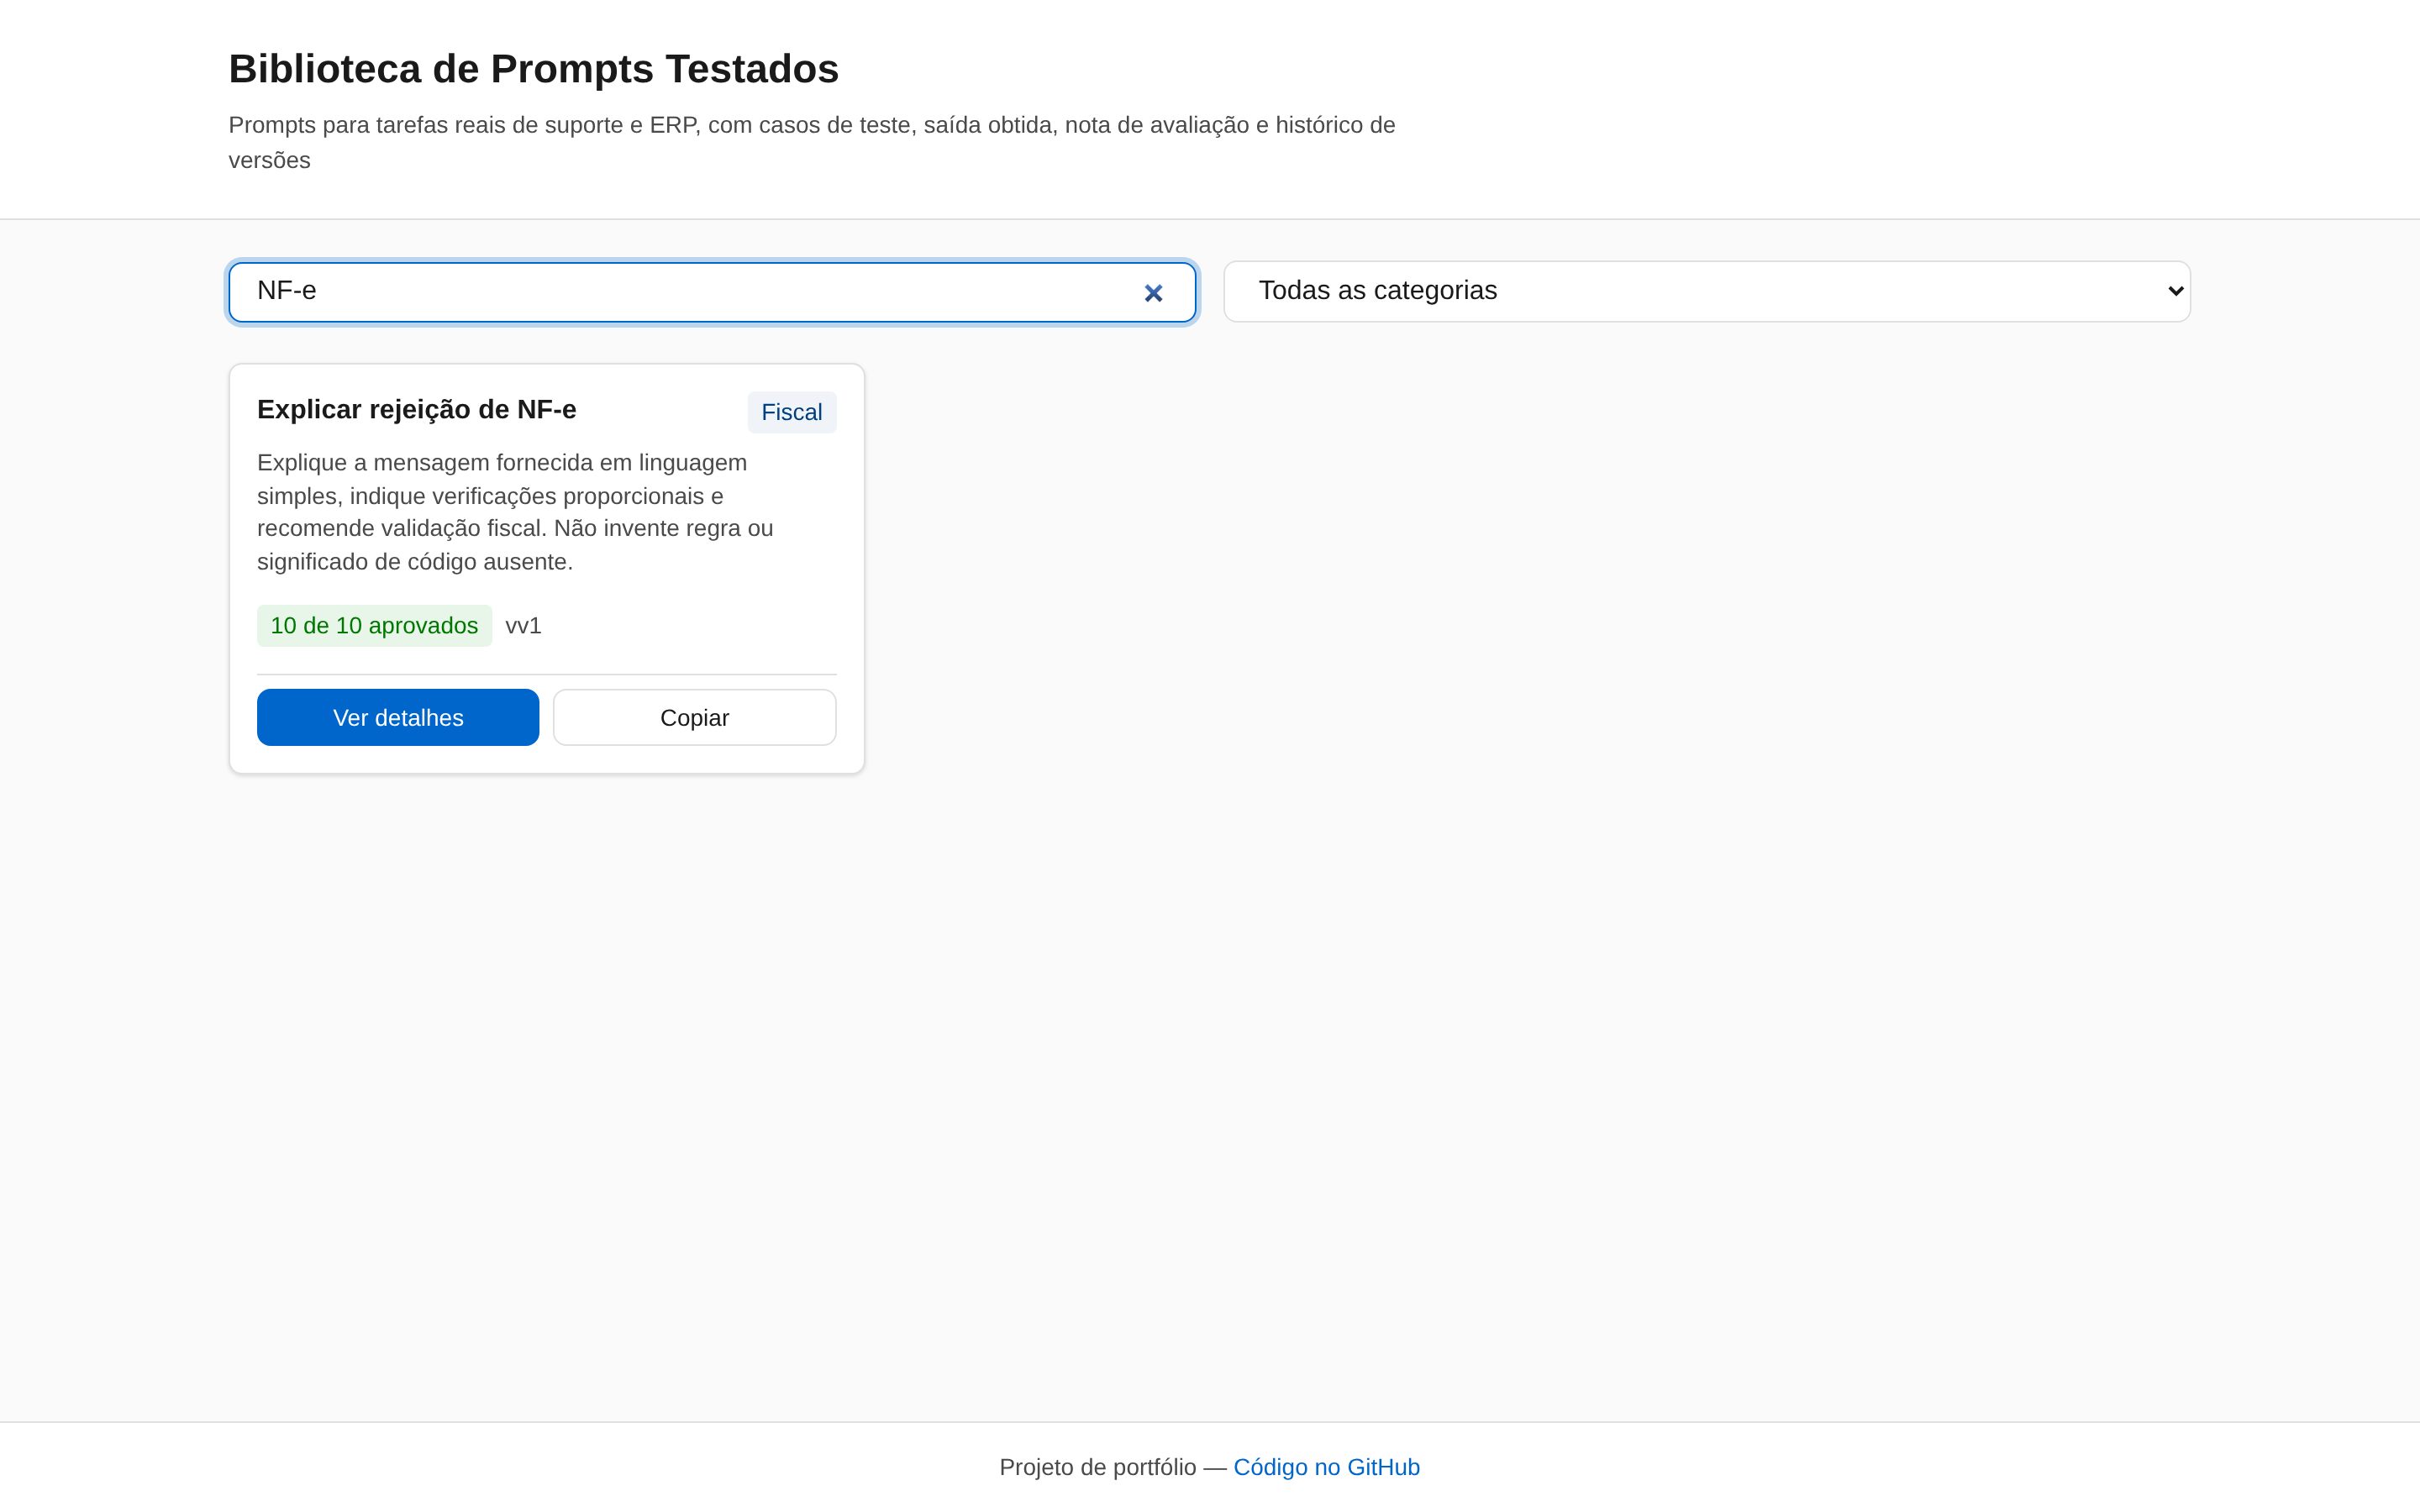 Biblioteca de Prompts Testados
Prompts para tarefas reais de suporte e ERP, com casos de teste, saída obtida, nota de avaliação e histórico de
versões
NF-e
Todas as categorias
Explicar rejeição de NF-e
Fiscal
Explique a mensagem fornecida em linguagem
simples, indique verificações proporcionais e
recomende validação fiscal. Não invente regra ou
significado de código ausente.
10 de 10 aprovados vv1
Ver detalhes
Copiar
Projeto de portfólio — Código no GitHub